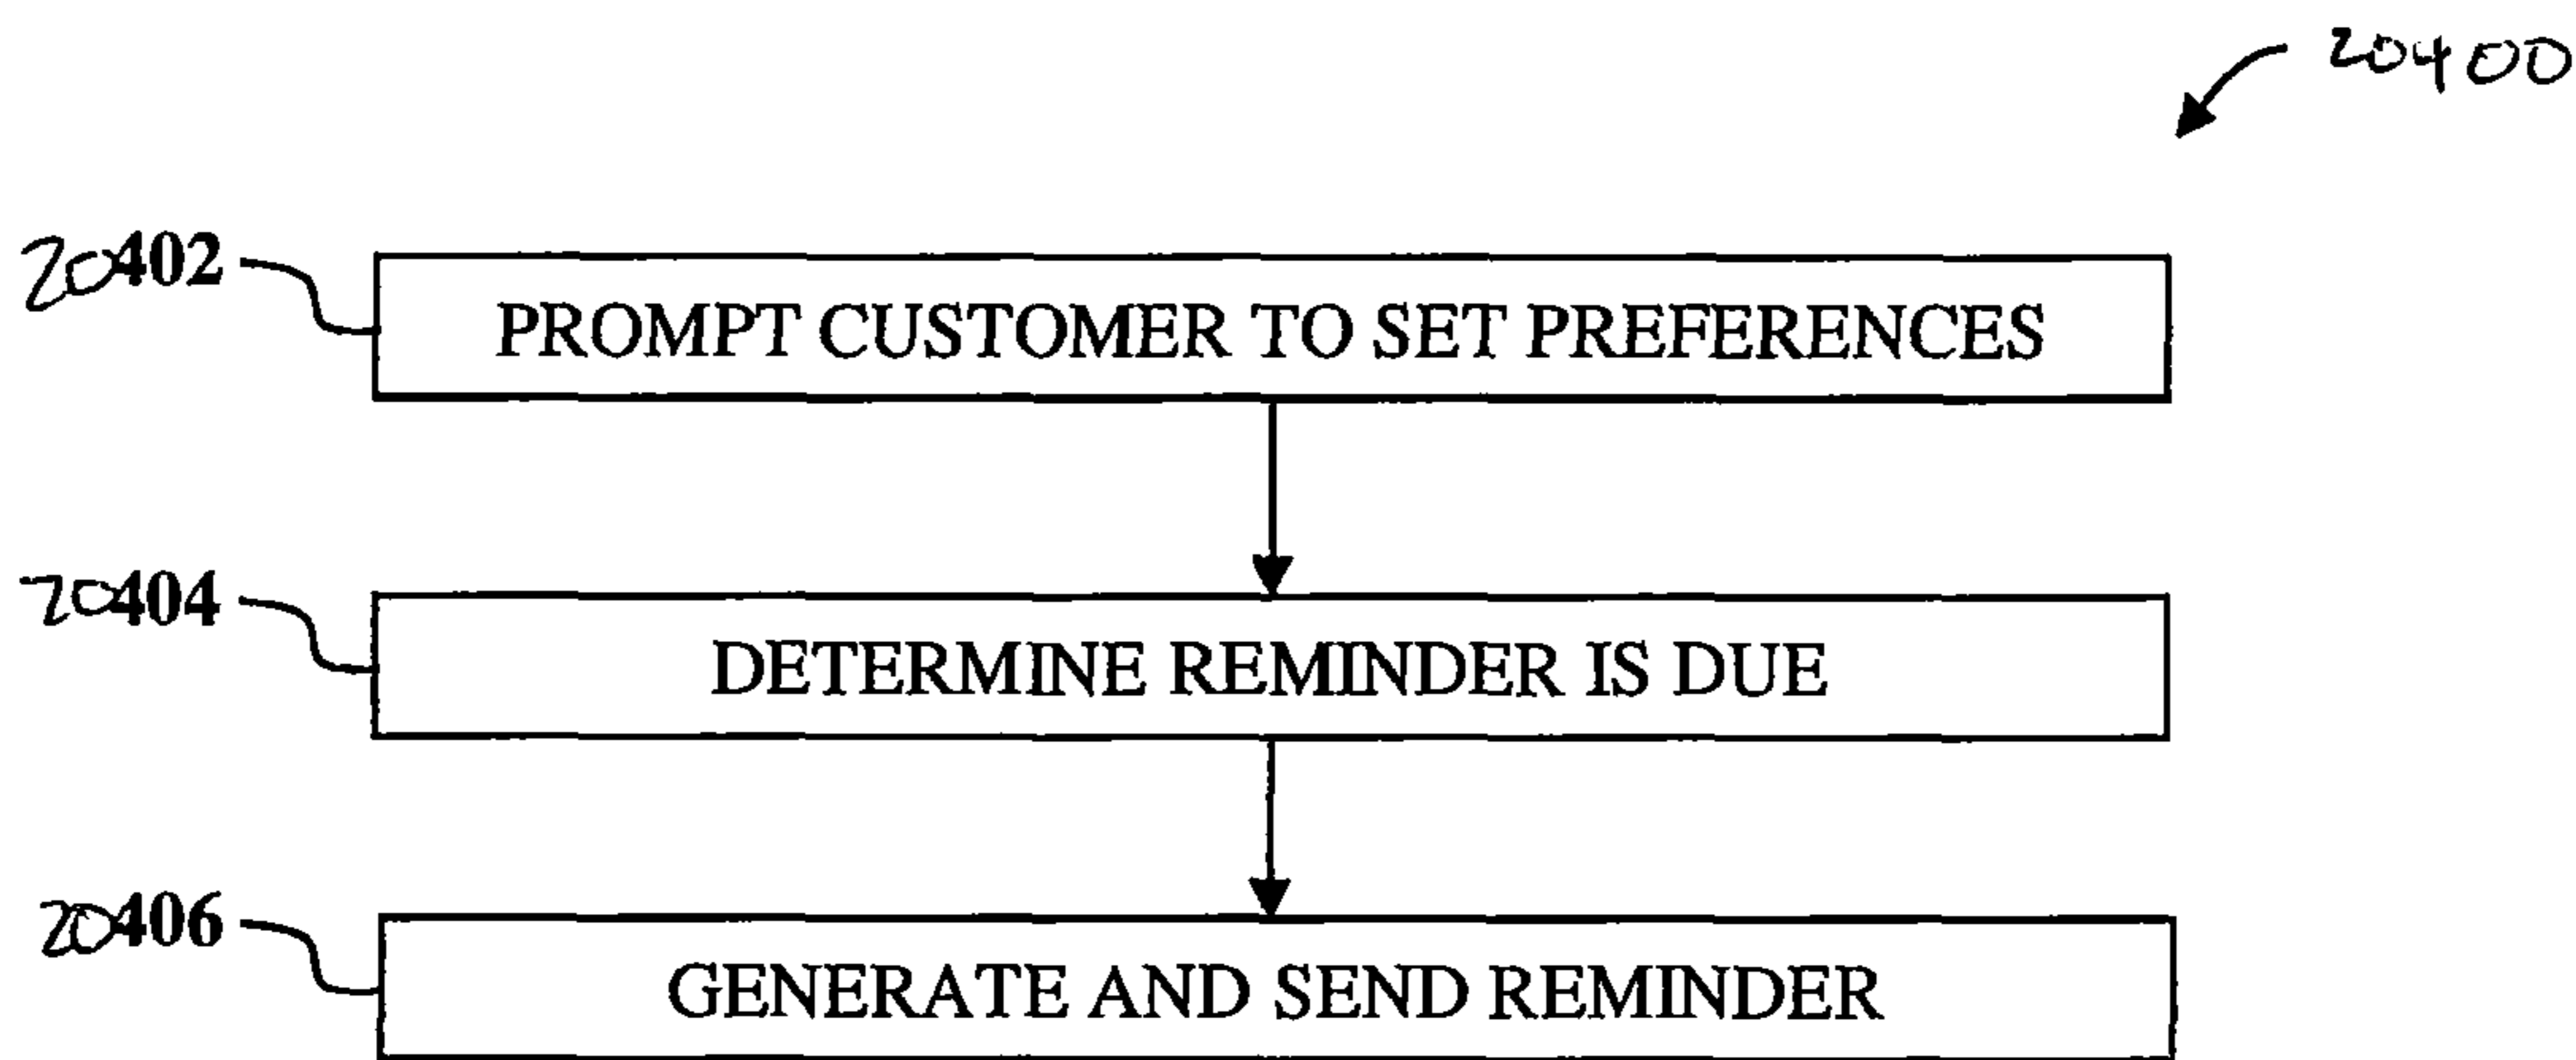 20400
20402
PROMPT CUSTOMER TO SET PREFERENCES
20404
DETERMINE REMINDER IS DUE
20406
GENERATE AND SEND REMINDER